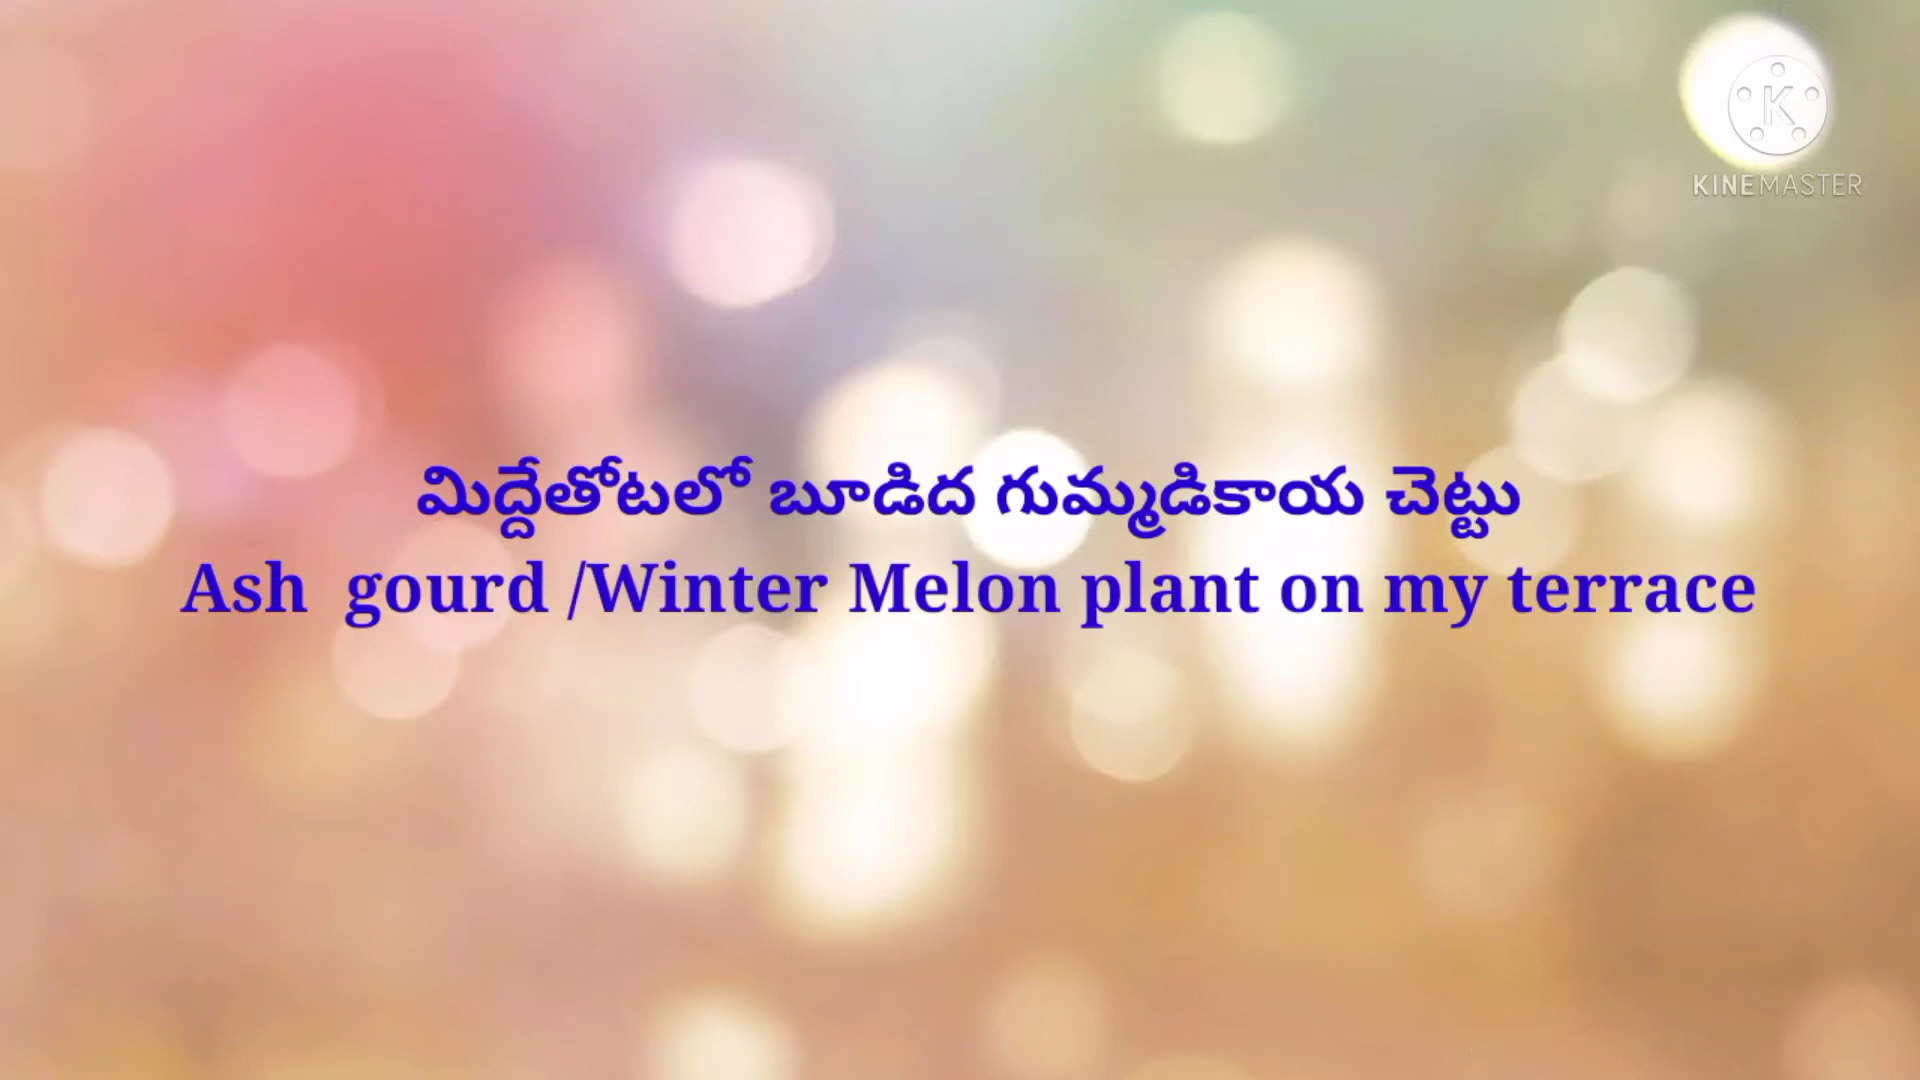 KINEMASTER
మిద్దేతోటలో బూడిద గుమ్మడికాయ చెట్టు
Ash  gourd /Winter Melon plant on my terrace